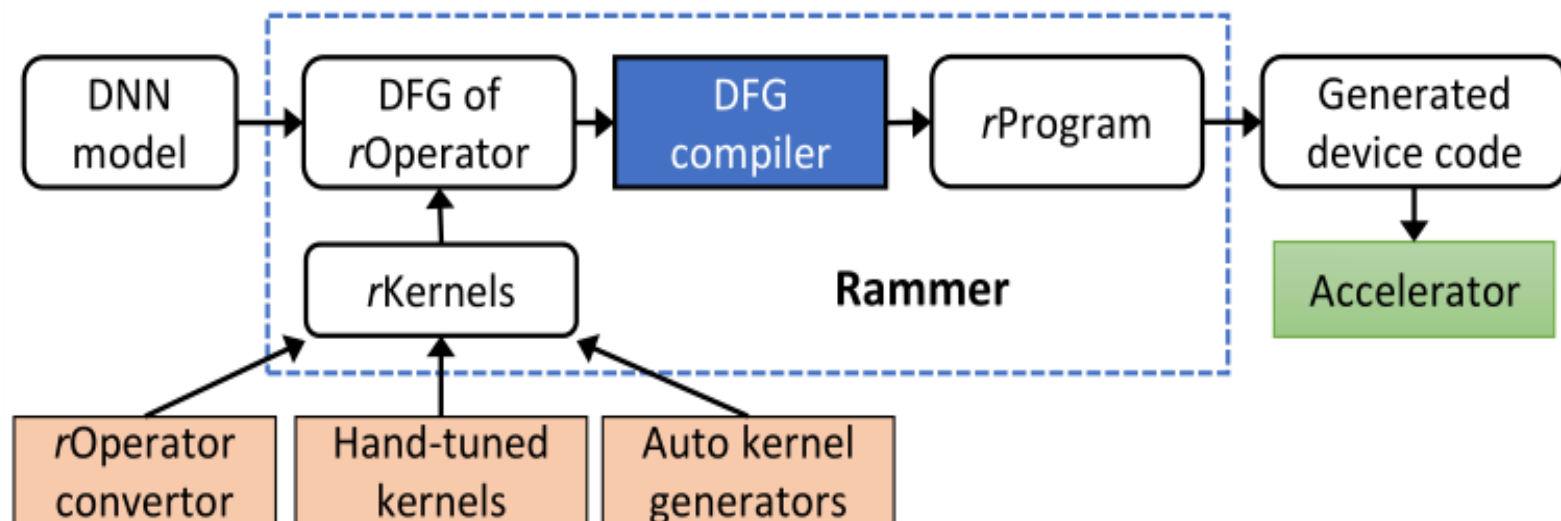 DNN
model
DFG of
rOperator
DFG
compiler
rProgram
Generated
device code
rKernels
Rammer
Accelerator
rOperator
convertor
Hand-tuned
kernels
Auto kernel
generators